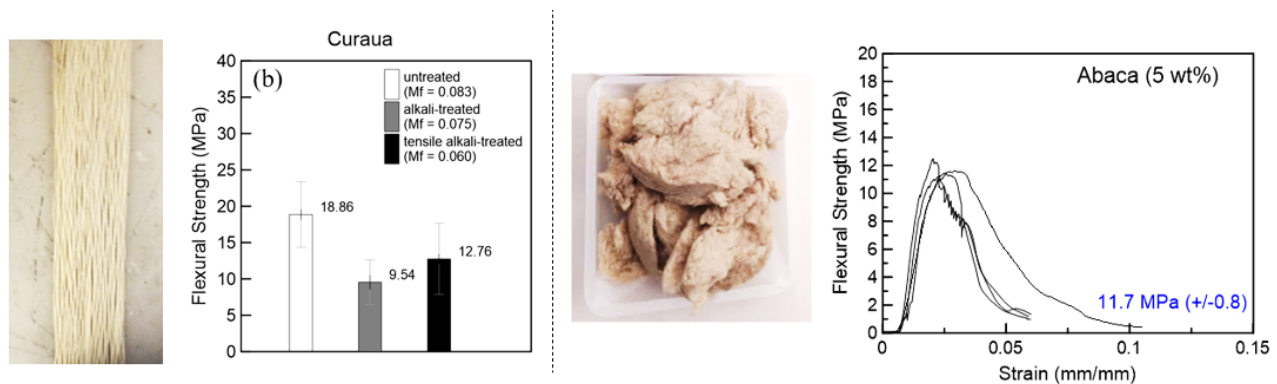 Curaua
(b)
untreated
(Mf = 0.083)
alkali-treated
(Mf = 0.075)
tensile alkali-treated
(Mf = 0.060)
Flexural Strength (MPa)
40
35
30
25
20
15
10
5
0
18.86
9.54
12.76
Abaca (5 wt%)
Flexural Strength (MPa)
20
18
16
14
12
10
8
6
4
2
0
11.7 MPa (+/-0.8)
0 0.05 0.1 0.15
Strain (mm/mm)